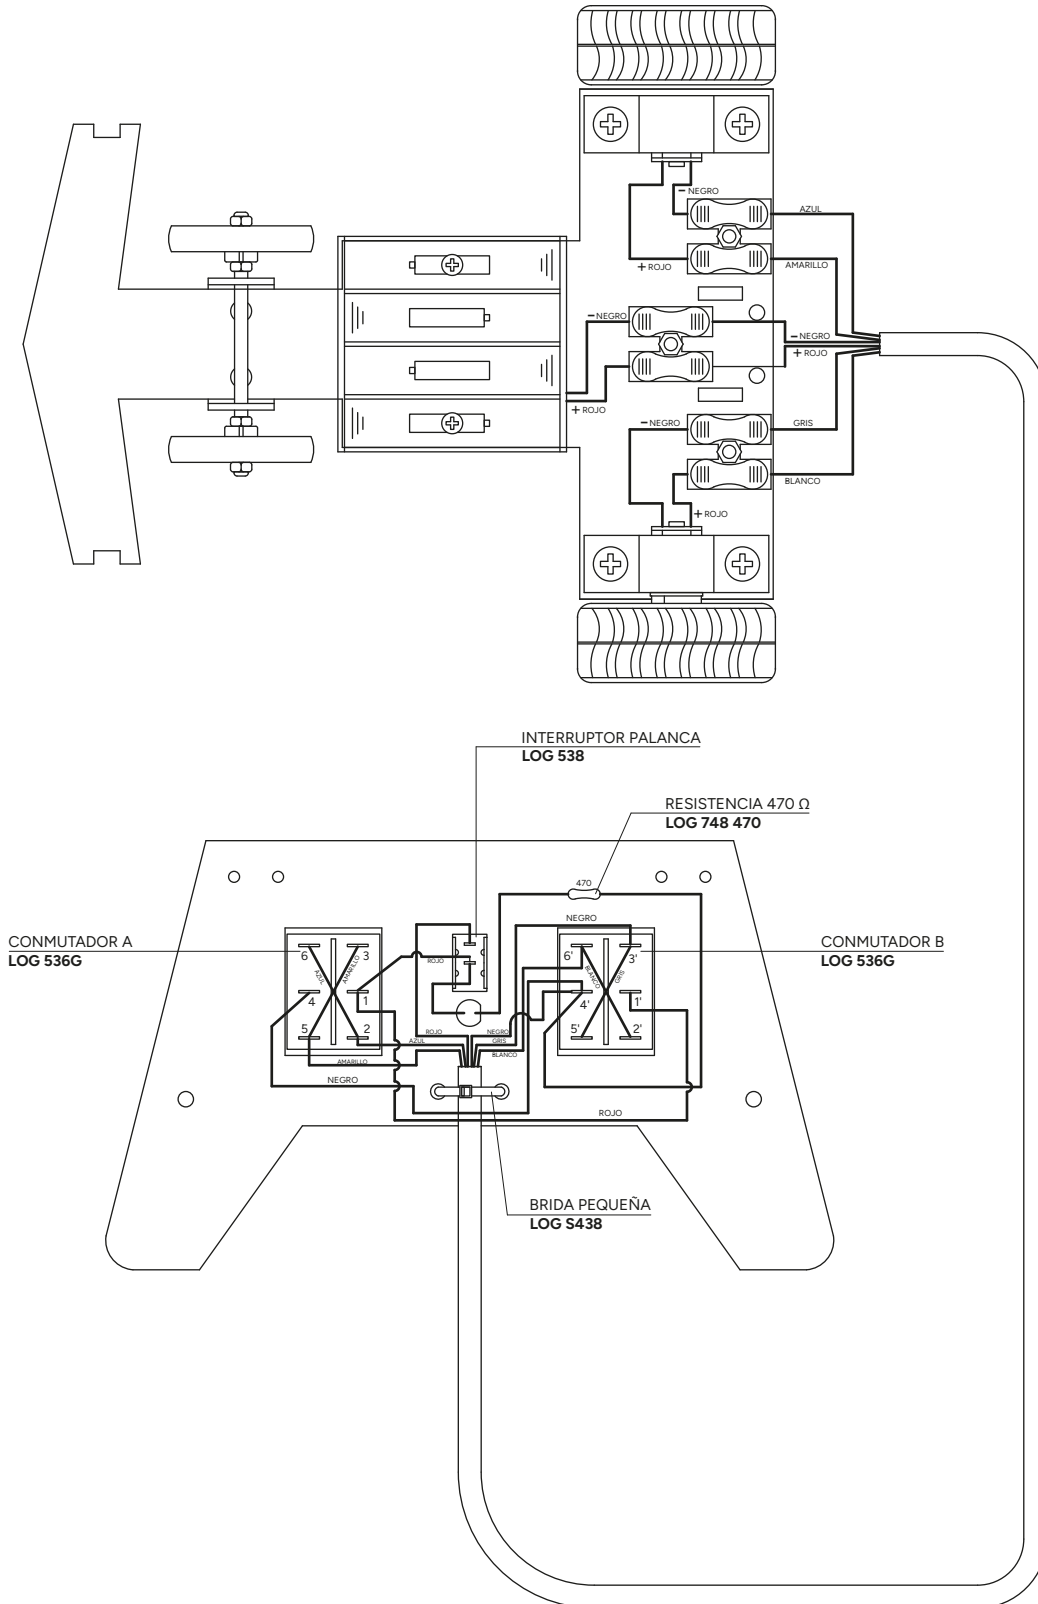 − NEGRO
AZUL
+ ROJO
AMARILLO
− NEGRO
− NEGRO
+ ROJO
+ ROJO
− NEGRO
GRIS
BLANCO
+ ROJO
INTERRUPTOR PALANCA
LOG 538
RESISTENCIA 470 Ω
LOG 748 470
470
CONMUTADOR A
LOG 536G
NEGRO
CONMUTADOR B
LOG 536G
6
3
AZUL
AMARILLO
ROJO
6'
3'
BLANCO
GRIS
4
1
4'
1'
5
2
5'
2'
ROJO
NEGRO
AZUL
GRIS
AMARILLO
BLANCO
NEGRO
ROJO
BRIDA PEQUEÑA
LOG S438